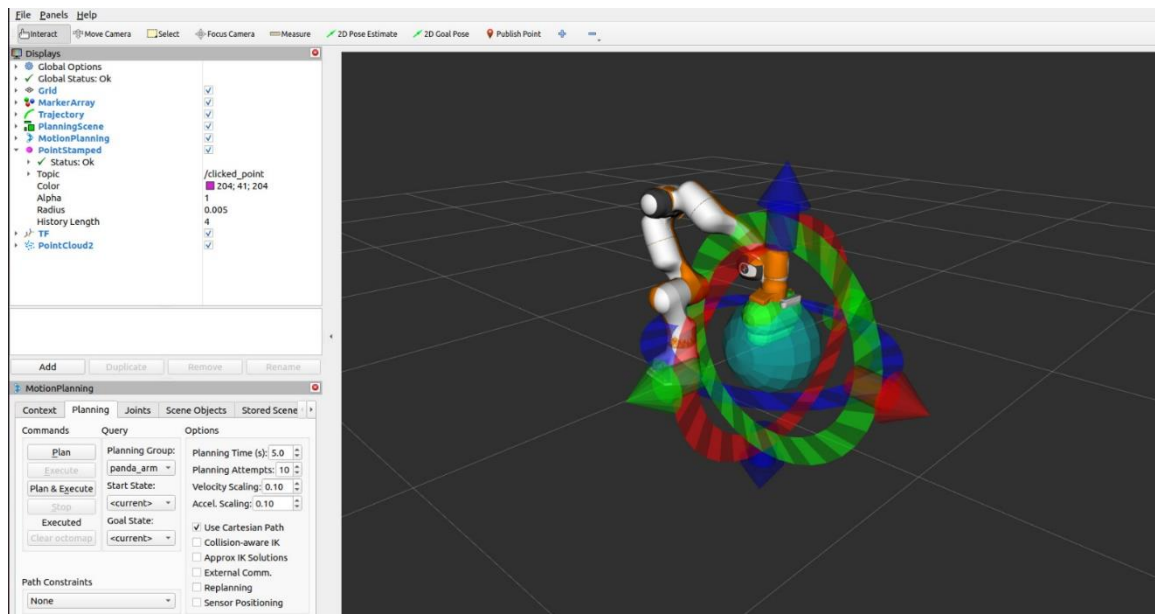 File Panels Help
Interact Move Camera Select Focus Camera Measure 2D Pose Estimate 2D Goal Pose Publish Point
Displays
Global Options
Global Status: Ok
Grid
MarkerArray
Trajectory
PlanningScene
MotionPlanning
PointStamped
Status: Ok
Topic /clicked_point
Color 204; 41; 204
Alpha 1
Radius 0.005
History Length 4
TF
PointCloud2
Add Duplicate Remove Rename
MotionPlanning
Context Planning Joints Scene Objects Stored Scene
Commands Query Options
Plan Planning Group: Planning Time (s): 5.0
Execute panda_arm Planning Attempts: 10
Plan & Execute Start State: Velocity Scaling: 0.10
Stop <current> Accel. Scaling: 0.10
Executed Goal State: Use Cartesian Path
Clear octomap <current> Collision-aware IK
Approx IK Solutions
External Comm.
Path Constraints Replanning
None Sensor Positioning